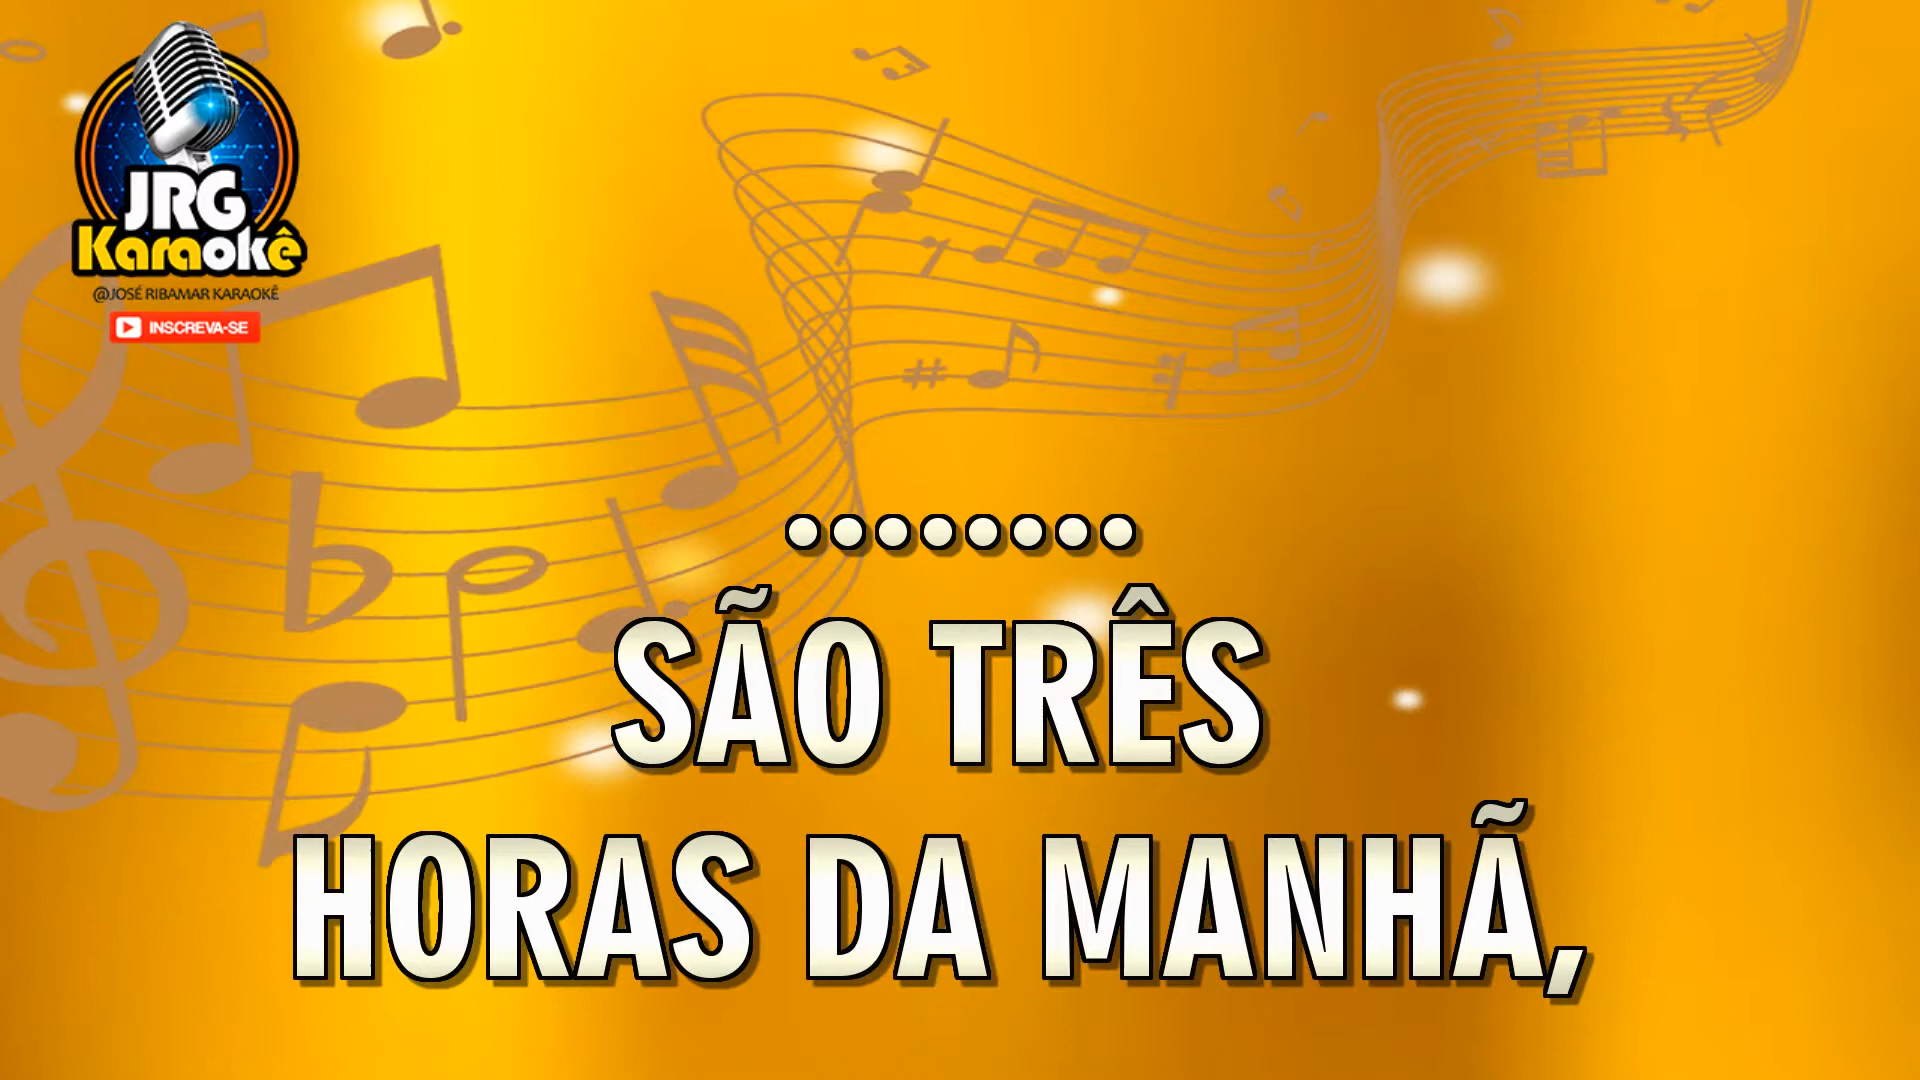 JRG
Karaokê
@JOSÉ RIBAMAR KARAOKÊ
INSCREVA-SE
••••••••
SÃO TRÊS
HORAS DA MANHÃ,